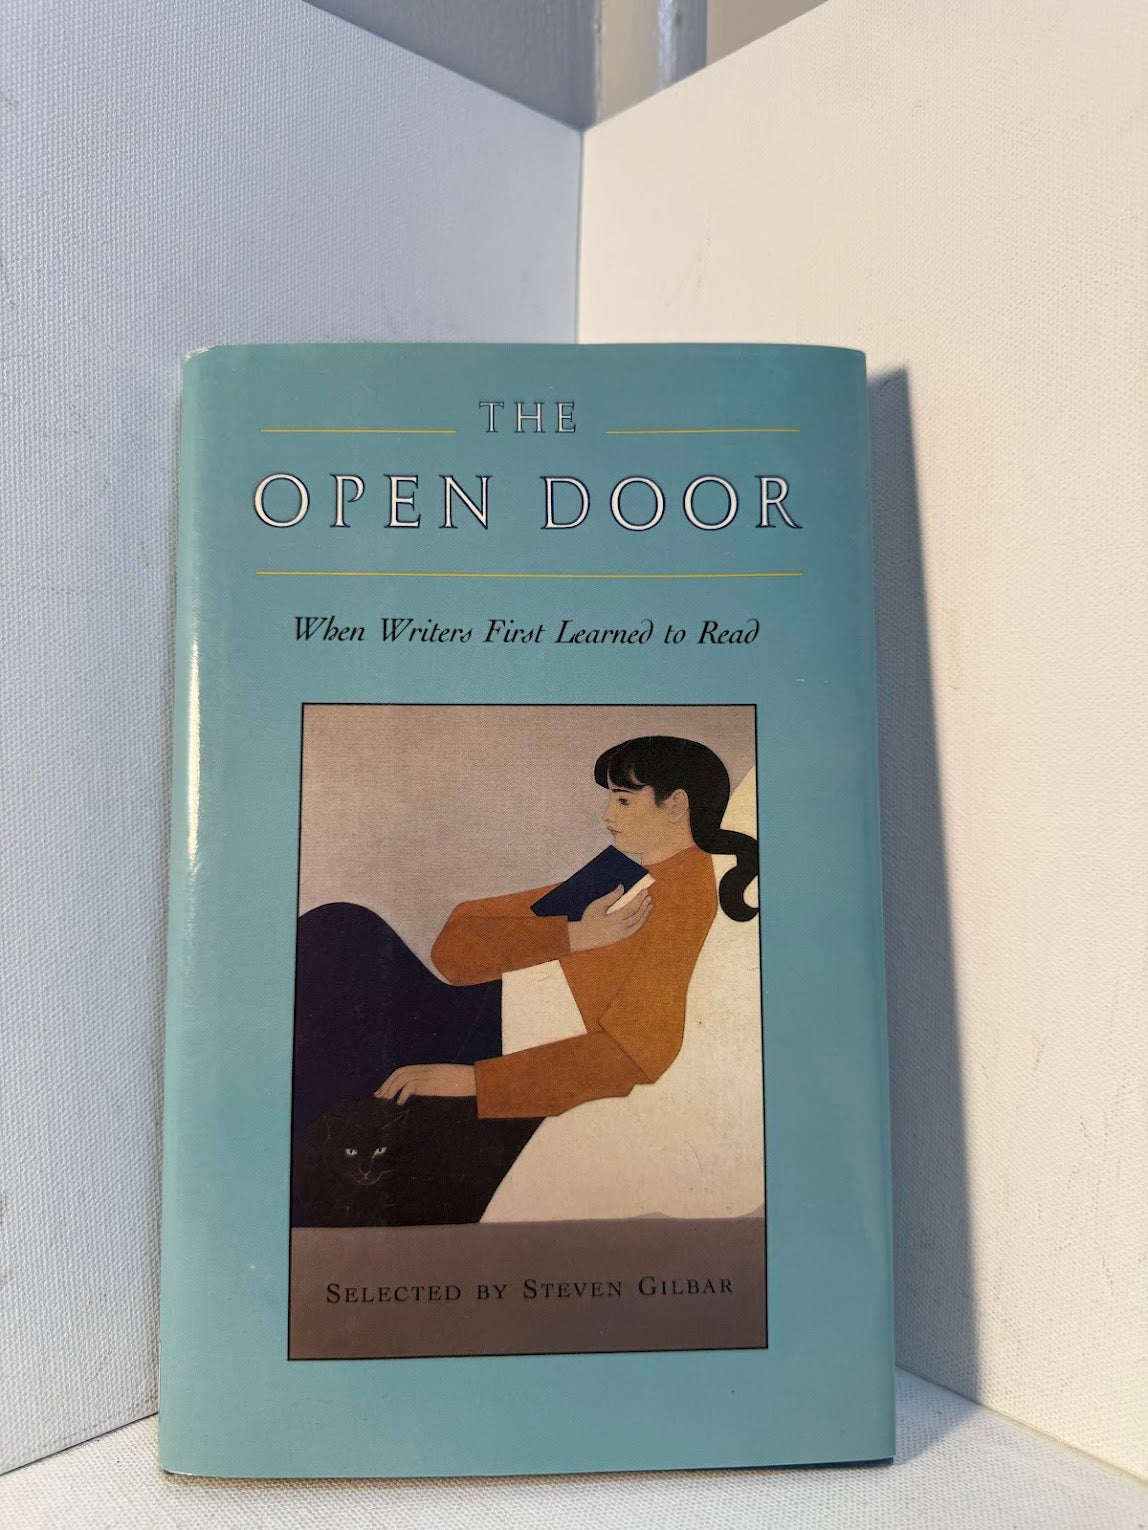 THE
OPEN DOOR
When Writers First Learned to Read
SELECTED BY STEVEN GILBAR